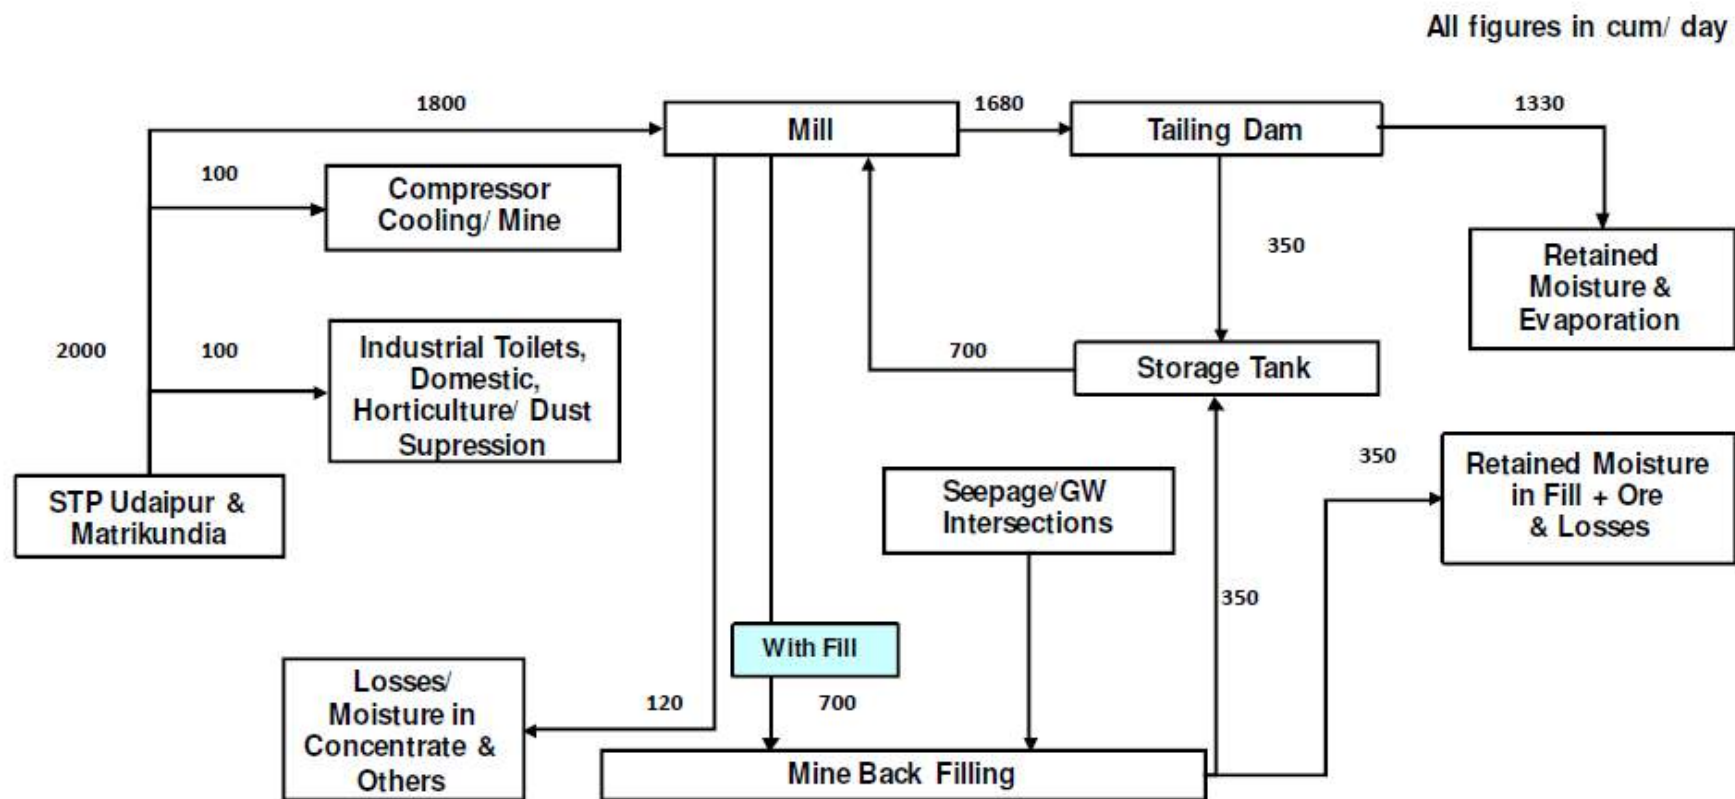 All figures in cum/ day
1800
Mill
1680
Tailing Dam
1330
100
Compressor
Cooling/ Mine
350
Retained
Moisture &
Evaporation
2000
100
Industrial Toilets,
Domestic,
Horticulture/ Dust
Supression
700
Storage Tank
STP Udaipur &
Matrikundia
Seepage/GW
Intersections
350
Retained Moisture
in Fill + Ore
& Losses
350
With Fill
Losses/
Moisture in
Concentrate &
Others
120
700
Mine Back Filling